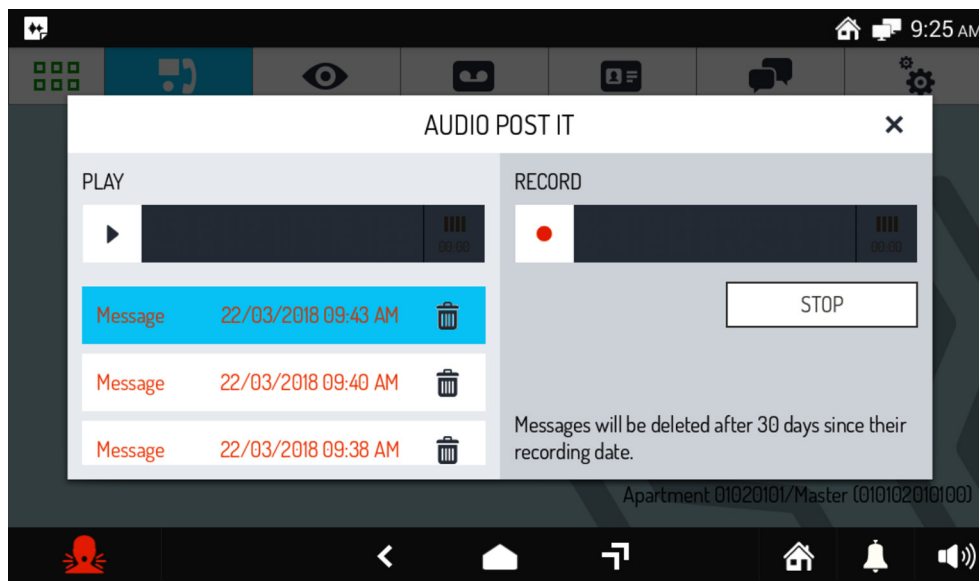 9:25 AM
AUDIO POST IT
PLAY
RECORD
00:00
00:00
STOP
Message 22/03/2018 09:43 AM
Message 22/03/2018 09:40 AM
Message 22/03/2018 09:38 AM
Messages will be deleted after 30 days since their
recording date.
Apartment 01020101/Master (010102010100)